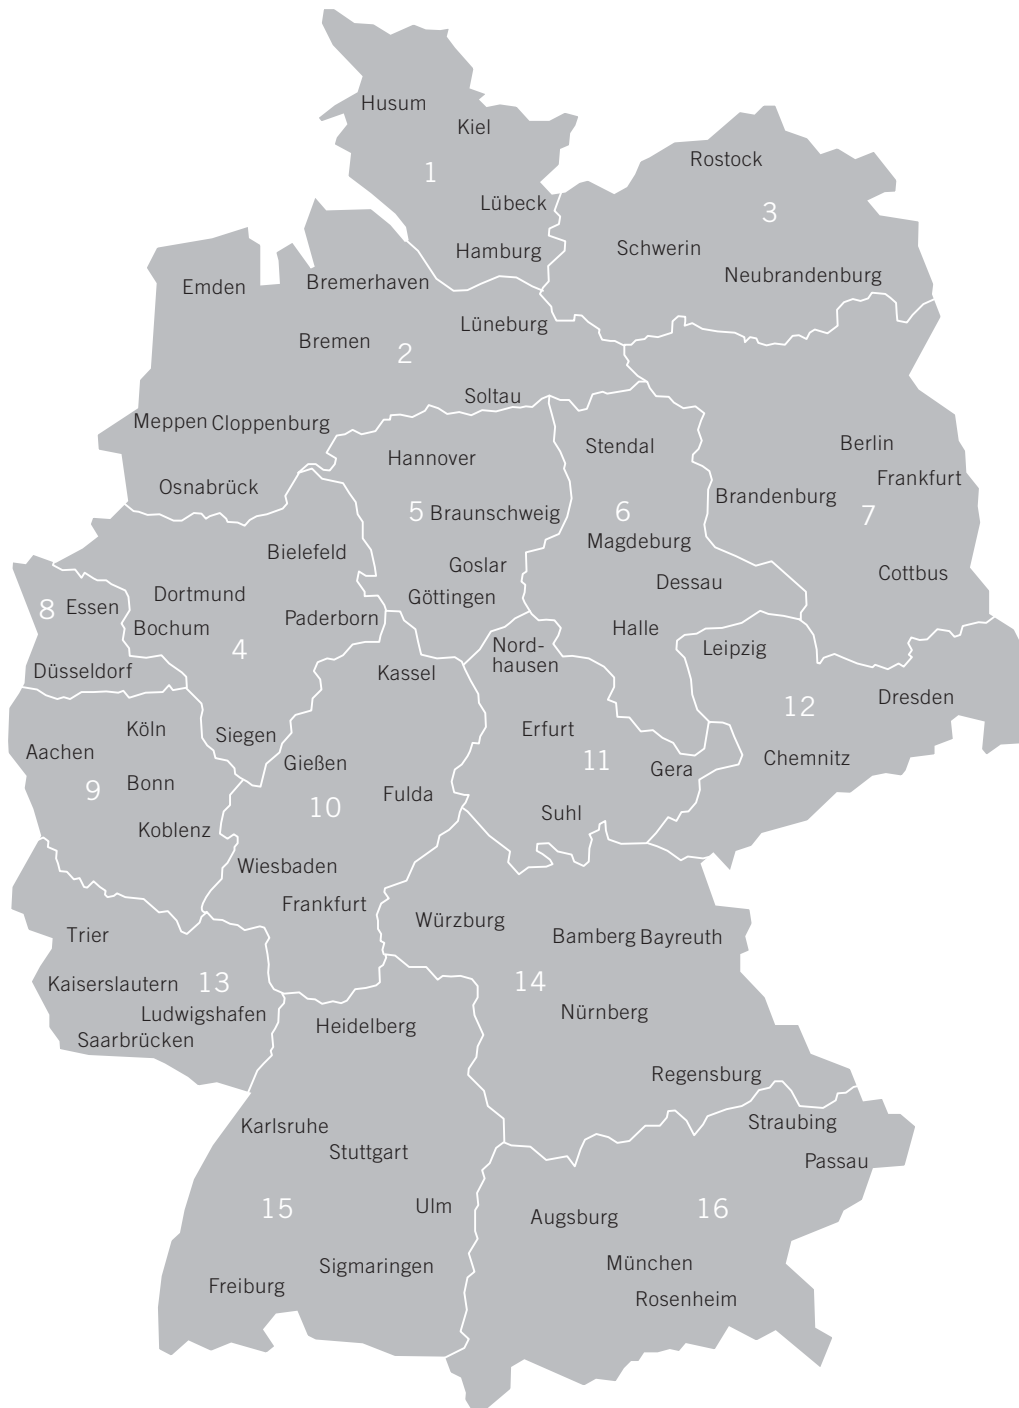 Husum
Kiel
1
Lübeck
Hamburg
Rostock
3
Schwerin
Neubrandenburg
Emden
Bremerhaven
Lüneburg
Bremen
2
Soltau
Meppen Cloppenburg
Osnabrück
Hannover
5 Braunschweig
Goslar
Göttingen
Stendal
6
Magdeburg
Dessau
Halle
Berlin
Frankfurt
Brandenburg
7
Cottbus
Bielefeld
Dortmund
Bochum
Paderborn
4
Siegen
8 Essen
Düsseldorf
Köln
Aachen
Bonn
9
Koblenz
Kassel
Gießen
Fulda
10
Wiesbaden
Frankfurt
Nord-
hausen
Erfurt
11
Gera
Suhl
Leipzig
Dresden
12
Chemnitz
Trier
Kaiserslautern 13
Ludwigshafen
Saarbrücken
Würzburg
Bamberg Bayreuth
14
Nürnberg
Regensburg
Heidelberg
Karlsruhe
Stuttgart
15
Ulm
Sigmaringen
Freiburg
Straubing
Passau
Augsburg
16
München
Rosenheim